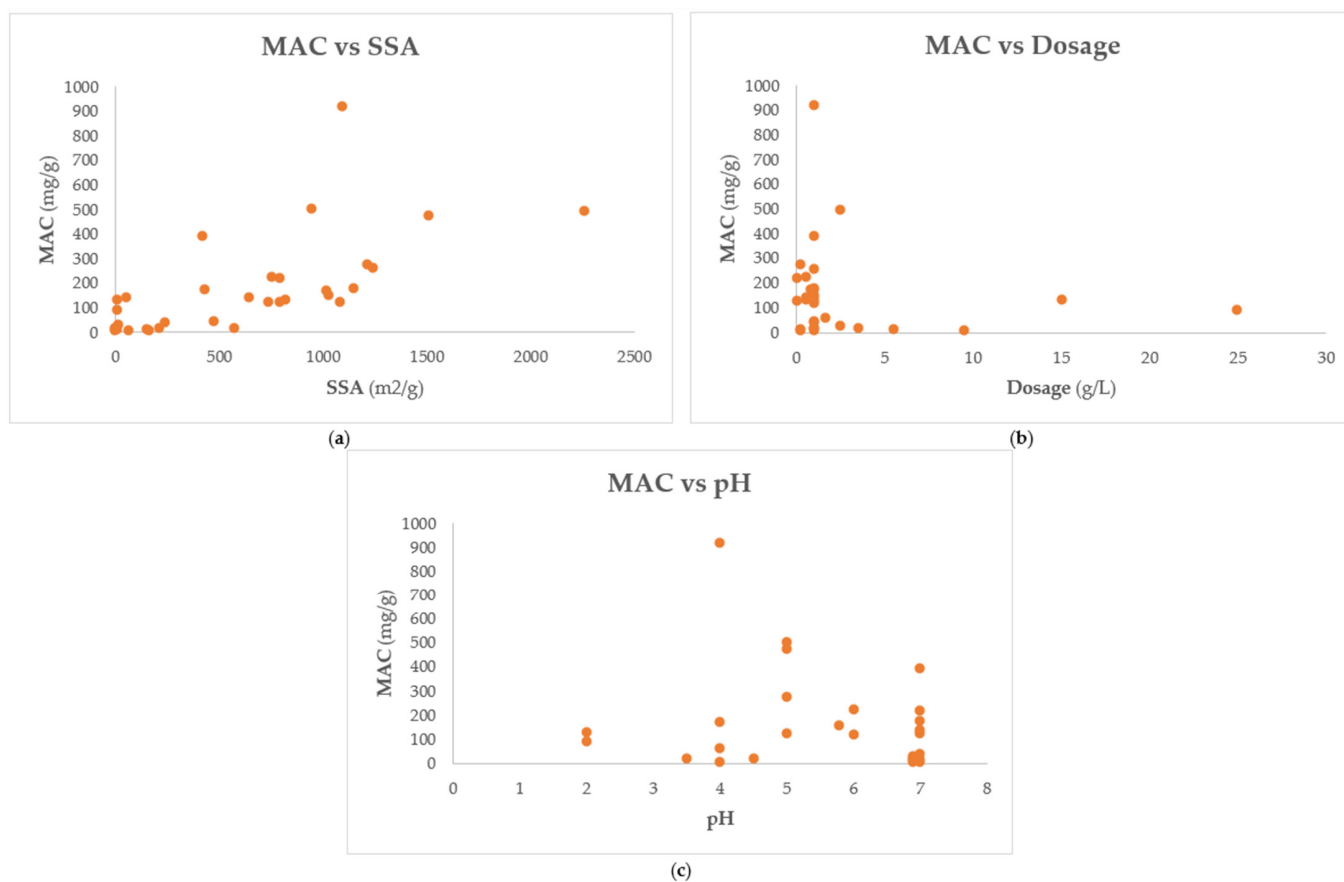 MAC vs SSA
1000
900
800
700
600
500
400
300
200
100
0
MAC (mg/g)
0 500 1000 1500 2000 2500
SSA (m2/g)
(a)
MAC vs Dosage
1000
900
800
700
600
500
400
300
200
100
0
MAC (mg/g)
0 5 10 15 20 25 30
Dosage (g/L)
(b)
MAC vs pH
1000
900
800
700
600
500
400
300
200
100
0
MAC (mg/g)
0 1 2 3 4 5 6 7 8
pH
(c)